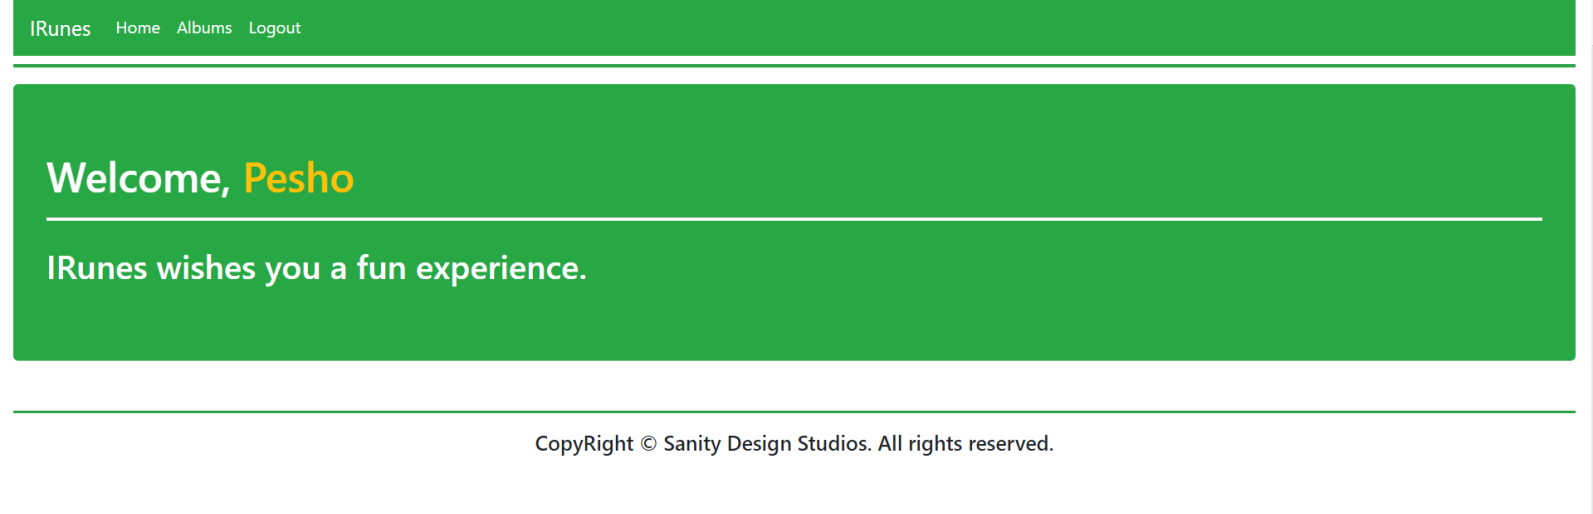 IRunes Home Albums Logout
Welcome, Pesho
IRunes wishes you a fun experience.
CopyRight © Sanity Design Studios. All rights reserved.